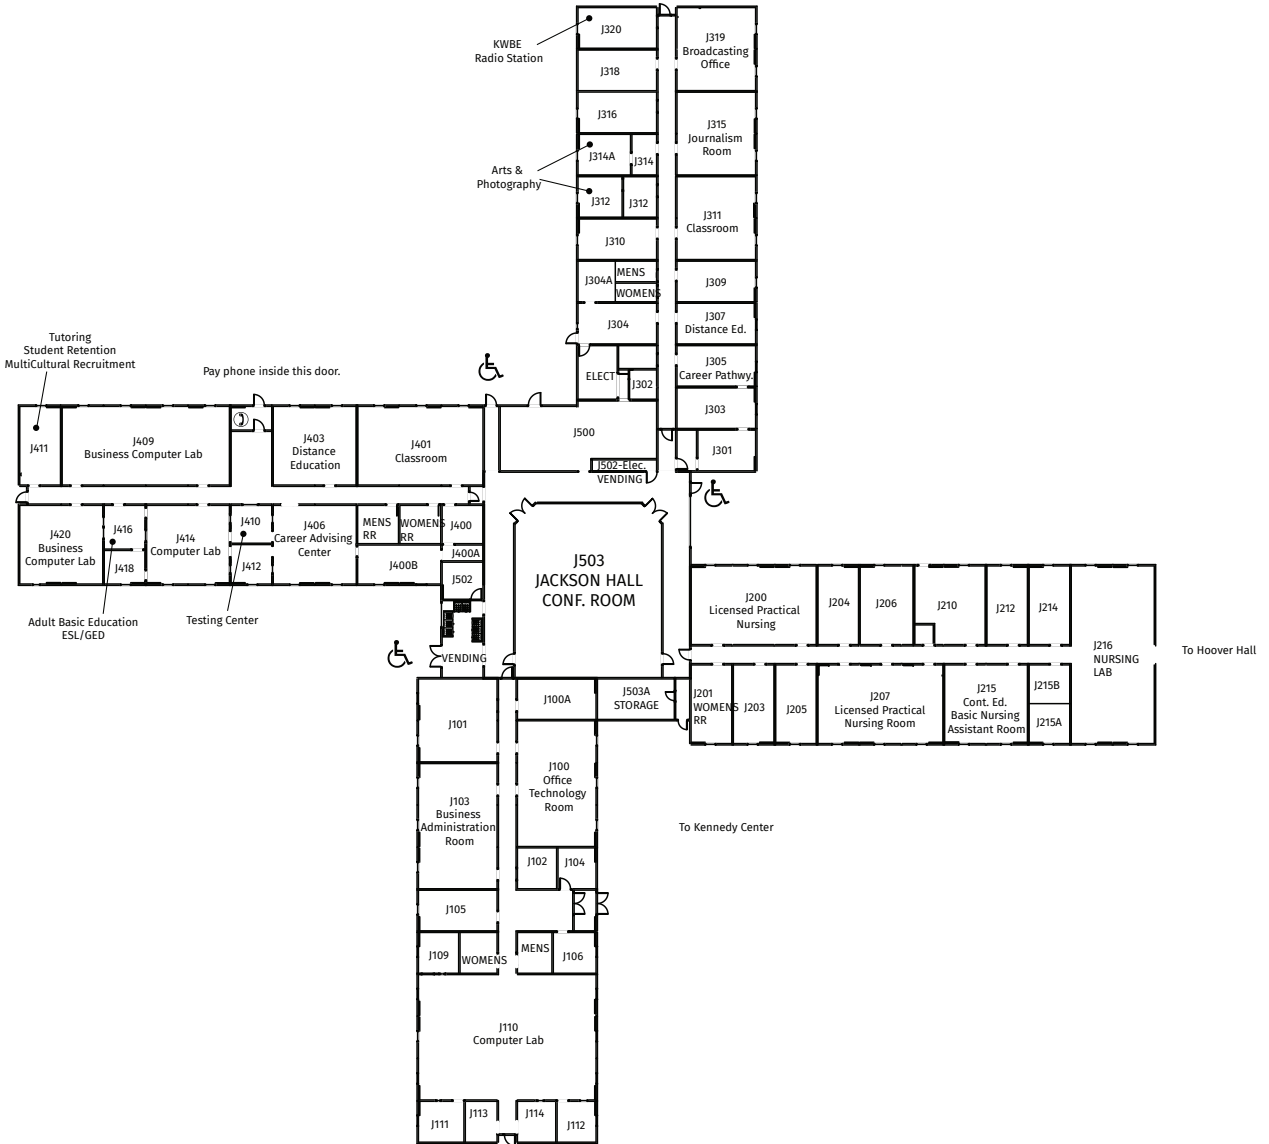 J320
KWBE
Radio Station
J319
Broadcasting
Office
J318
J316
J315
Journalism
Room
J314A
J314
Arts &
Photography
J312
J312
J311
Classroom
J310
J304A
MENS
WOMENS
J309
J304
J307
Distance Ed.
ELECT
J302
J305
Career Pathwy.
J303
J301
J500
J502-Elec.
VENDING
Tutoring
Student Retention
MultiCultural Recruitment
Pay phone inside this door.
J411
J409
Business Computer Lab
J403
Distance
Education
J401
Classroom
J420
Business
Computer Lab
J416
J418
J414
Computer Lab
J410
J412
J406
Career Advising
Center
MENS
RR
WOMENS
RR
J400
J400A
J400B
J502
Adult Basic Education
ESL/GED
Testing Center
VENDING
J503
JACKSON HALL
CONF. ROOM
J200
Licensed Practical
Nursing
J204
J206
J210
J212
J214
J216
NURSING
LAB
To Hoover Hall
J201
WOMENS
RR
J203
J205
J207
Licensed Practical
Nursing Room
J215
Cont. Ed.
Basic Nursing
Assistant Room
J215B
J215A
J503A
STORAGE
J100A
J101
J100
Office
Technology
Room
J103
Business
Administration
Room
To Kennedy Center
J102
J104
J105
J109
WOMENS
MENS
J106
J110
Computer Lab
J111
J113
J114
J112